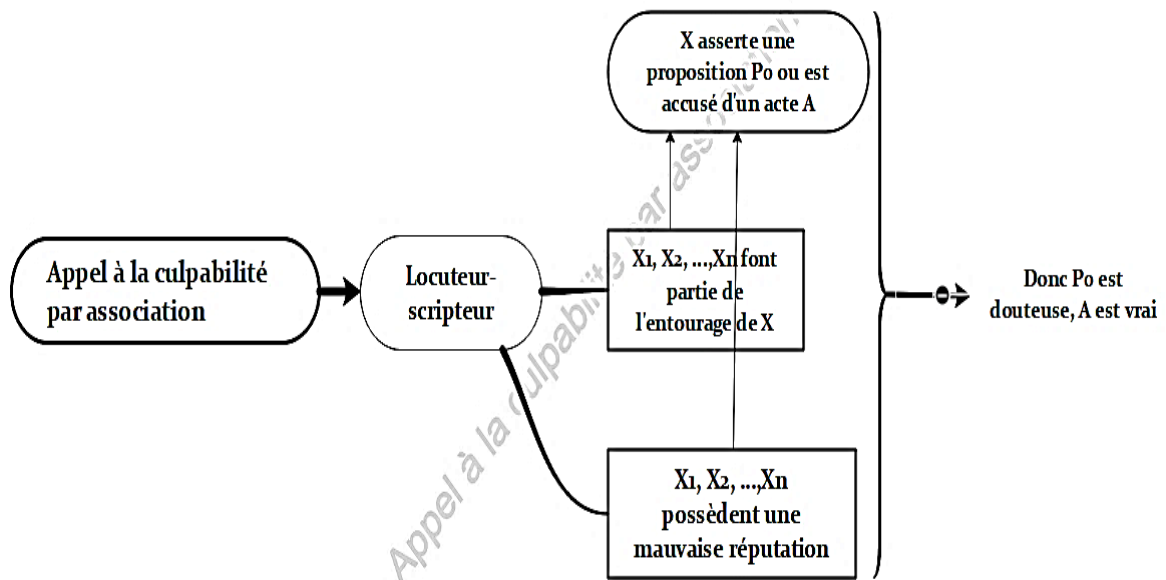 X asserte une
proposition Po ou est
accusé d'un acte A
Appel à la culpabilité
par association
Locuteur-
scripteur
X1, X2, ...,Xn font
partie de
l'entourage de X
Donc Po est
douteuse, A est vrai
X1, X2, ...,Xn
possèdent une
mauvaise réputation
Appel à la culpabilité par association